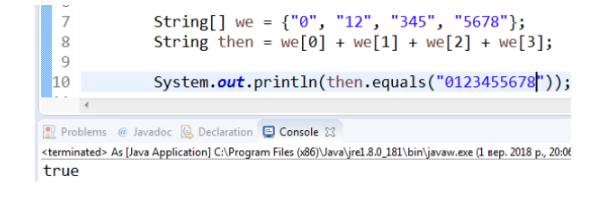 7 String[] we = {"0", "12", "345", "5678"};
8 String then = we[0] + we[1] + we[2] + we[3];
9
10 System.out.println(then.equals("0123455678"));
Problems @ Javadoc Declaration Console
<terminated> As [Java Application] C:\Program Files (x86)\Java\jre1.8.0_181\bin\javaw.exe (1 вер. 2018 р., 20:06
true